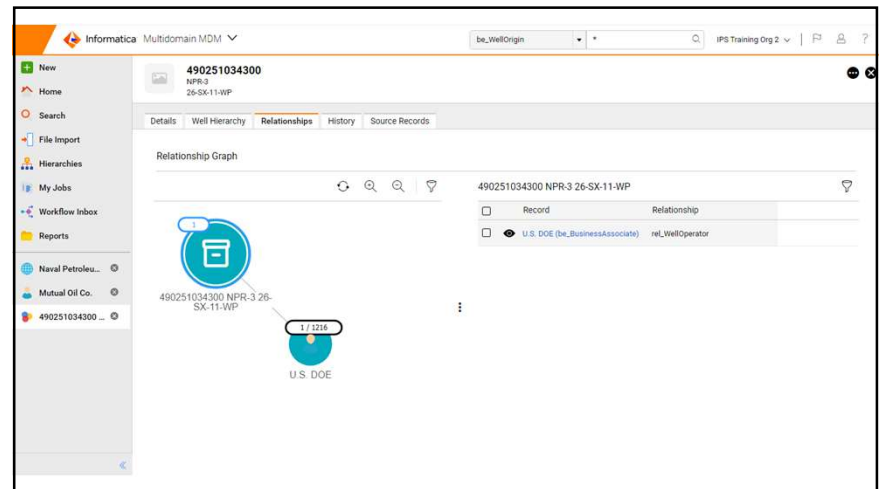 Informatica Multidomain MDM
be_WellOrigin *
IPS Training Org 2
?
New
Home
Search
File Import
Hierarchies
My Jobs
Workflow Inbox
Reports
Naval Petroleu...
Mutual Oil Co.
490251034300 ...
490251034300
NPR-3
26-SX-11-WP
Details Well Hierarchy Relationships History Source Records
Relationship Graph
1
490251034300 NPR-3 26-
SX-11-WP
1 / 1216
U.S. DOE
490251034300 NPR-3 26-SX-11-WP
Record Relationship
U.S. DOE (be_BusinessAssociate) rel_WellOperator